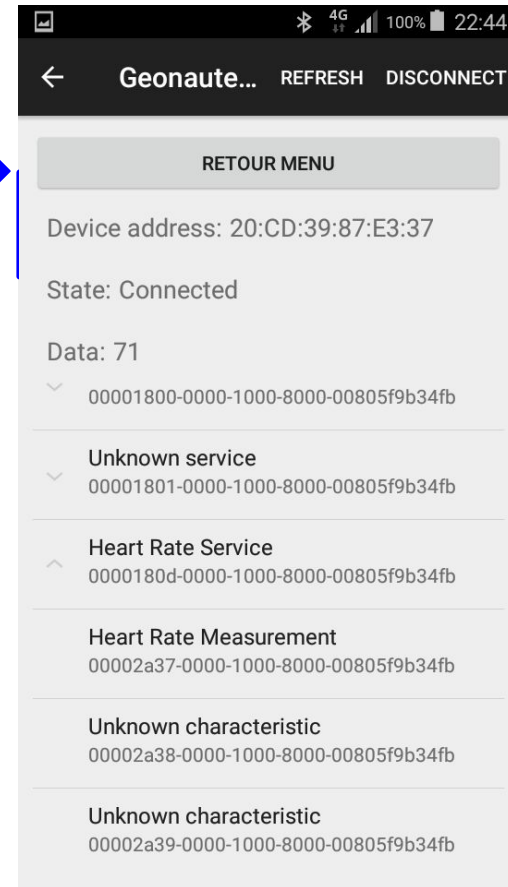 4G 100% 22:44
Geonaute... REFRESH DISCONNECT
RETOUR MENU
Device address: 20:CD:39:87:E3:37
State: Connected
Data: 71
00001800-0000-1000-8000-00805f9b34fb
Unknown service
00001801-0000-1000-8000-00805f9b34fb
Heart Rate Service
0000180d-0000-1000-8000-00805f9b34fb
Heart Rate Measurement
00002a37-0000-1000-8000-00805f9b34fb
Unknown characteristic
00002a38-0000-1000-8000-00805f9b34fb
Unknown characteristic
00002a39-0000-1000-8000-00805f9b34fb